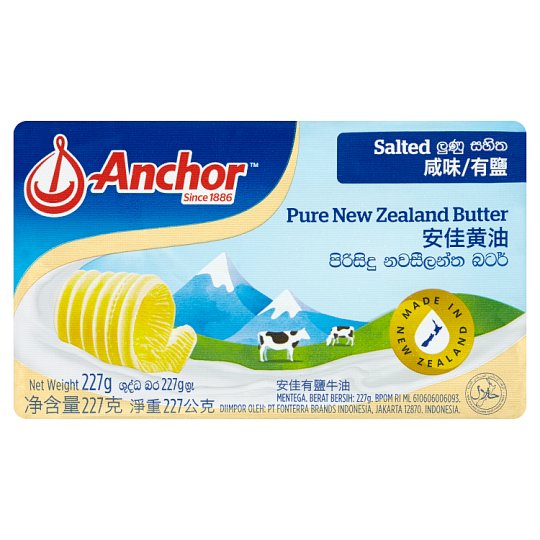 Anchor™
Since 1886
Salted ලුණු සහිත
咸味/有鹽
Pure New Zealand Butter
安佳黄油
පිරිසිදු නවසීලන්ත බටර්
MADE IN
NEW ZEALAND
Net Weight 227g ශුද්ධ බර 227g
净含量227克 淨重227公克
安佳有鹽牛油
MENTEGA. BERAT BERSIH: 227g. BPOM RI ML 610606006093.
DIIMPOR OLEH: PT FONTERRA BRANDS INDONESIA, JAKARTA 12870, INDONESIA.